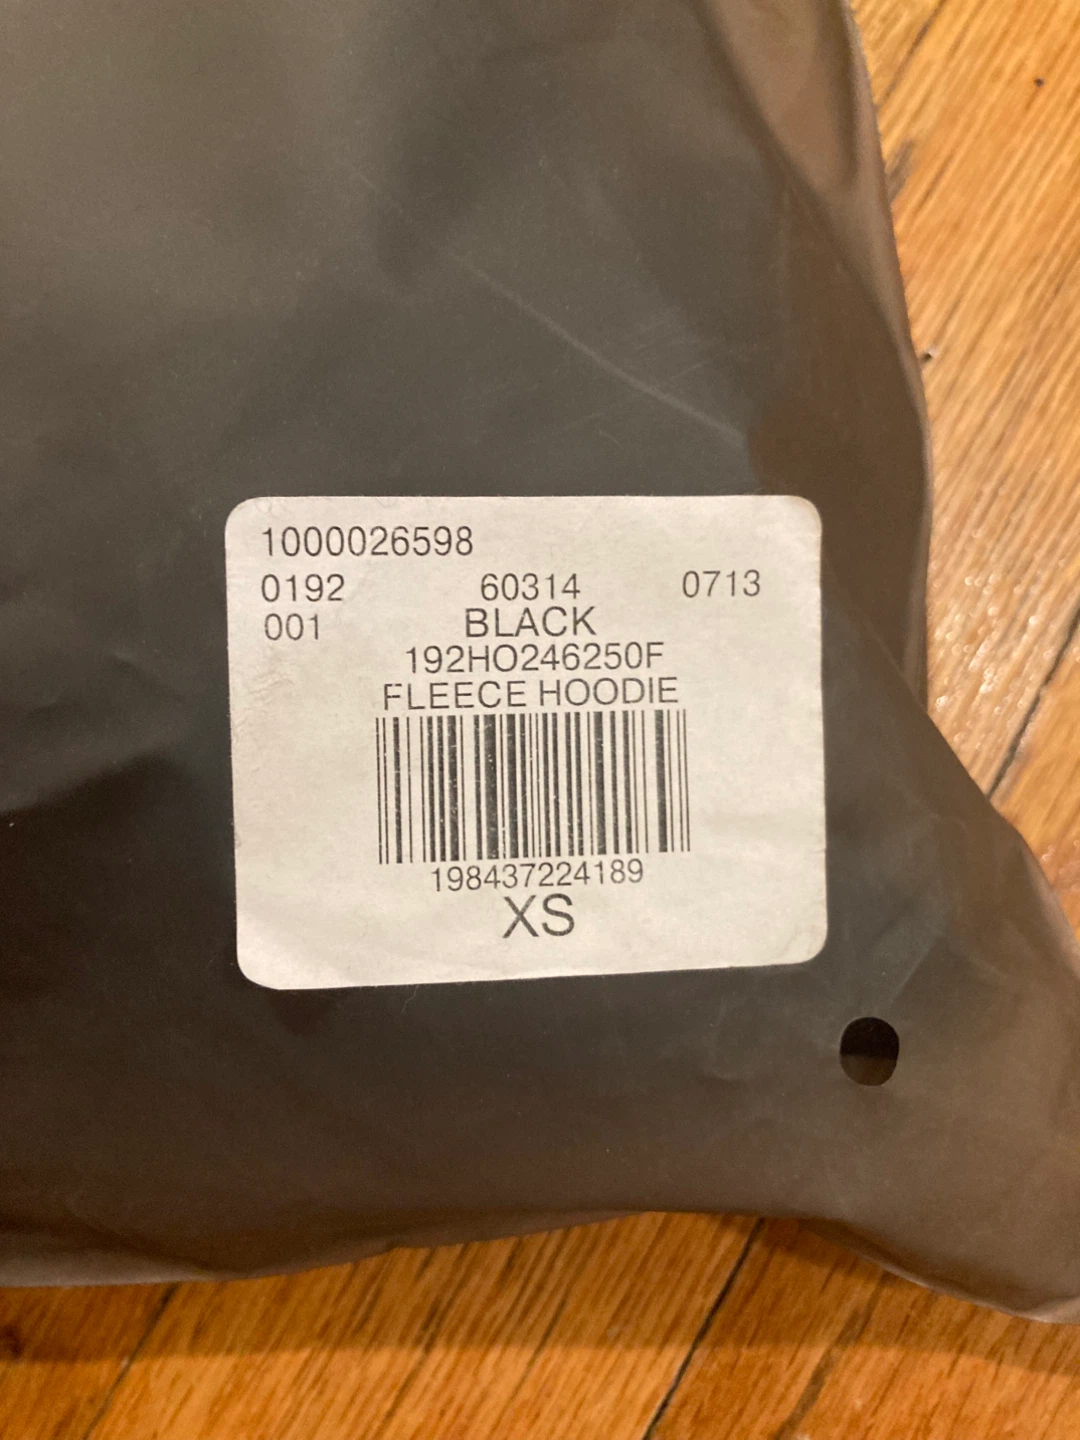 1000026598
0192 60314 0713
001 BLACK
192HO246250F
FLEECE HOODIE
198437224189
XS